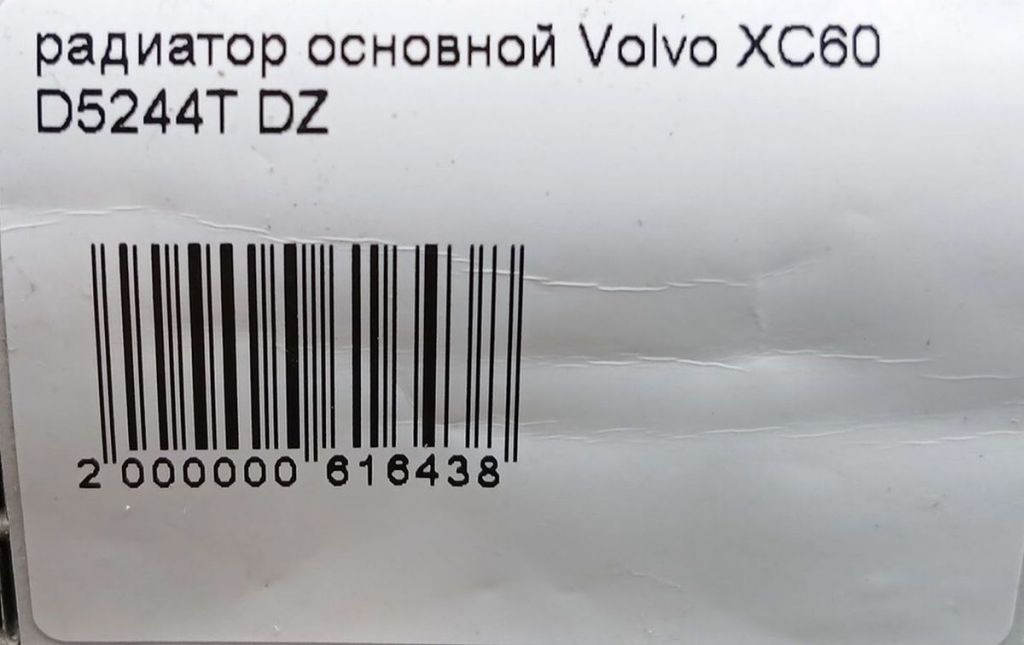 радиатор основной Volvo XC60
D5244T DZ
2 000000 616438